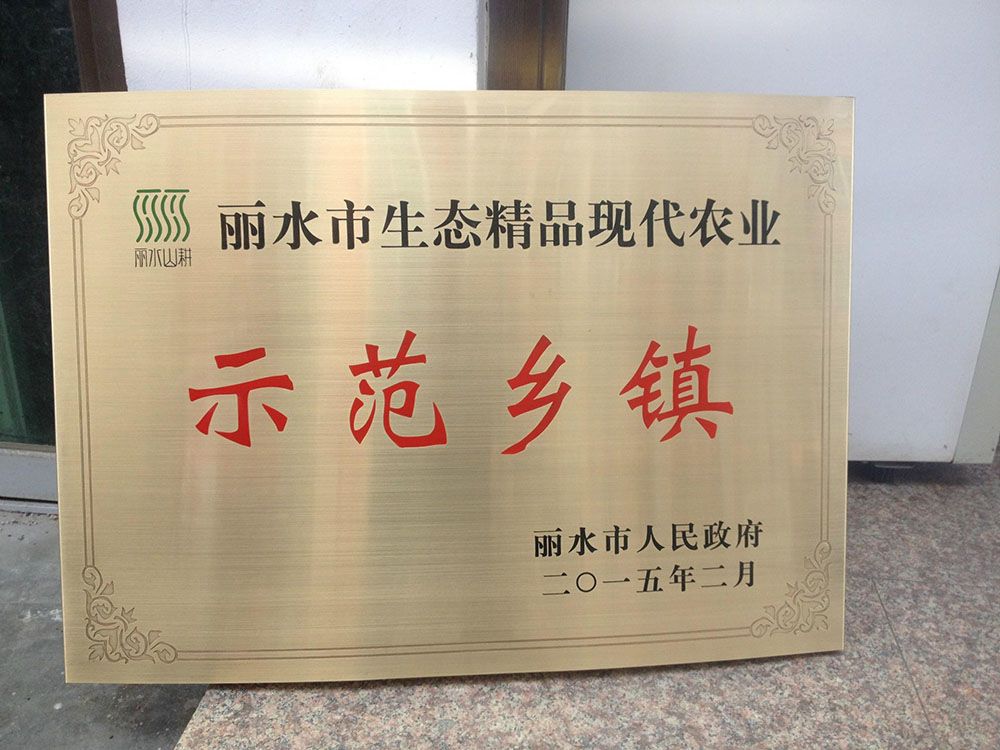 丽水山耕
丽水市生态精品现代农业
示范乡镇
丽水市人民政府
二〇一五年二月